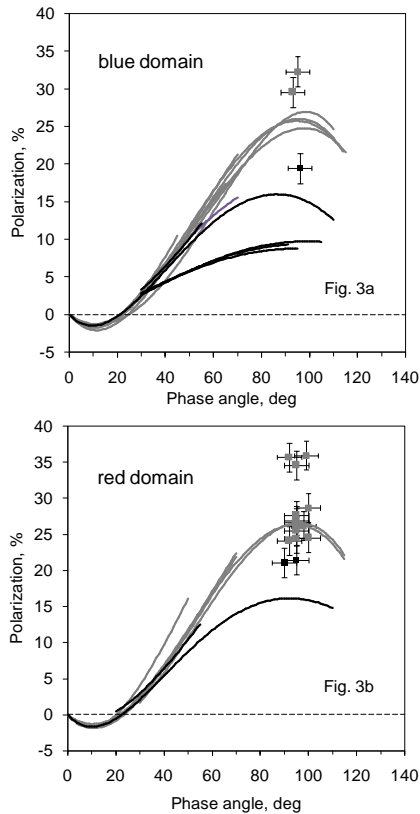 40
35
30
25
20
15
10
5
0
-5
Polarization, %
blue domain
Fig. 3a
0 20 40 60 80 100 120 140
Phase angle, deg
40
35
30
25
20
15
10
5
0
-5
Polarization, %
red domain
Fig. 3b
0 20 40 60 80 100 120 140
Phase angle, deg